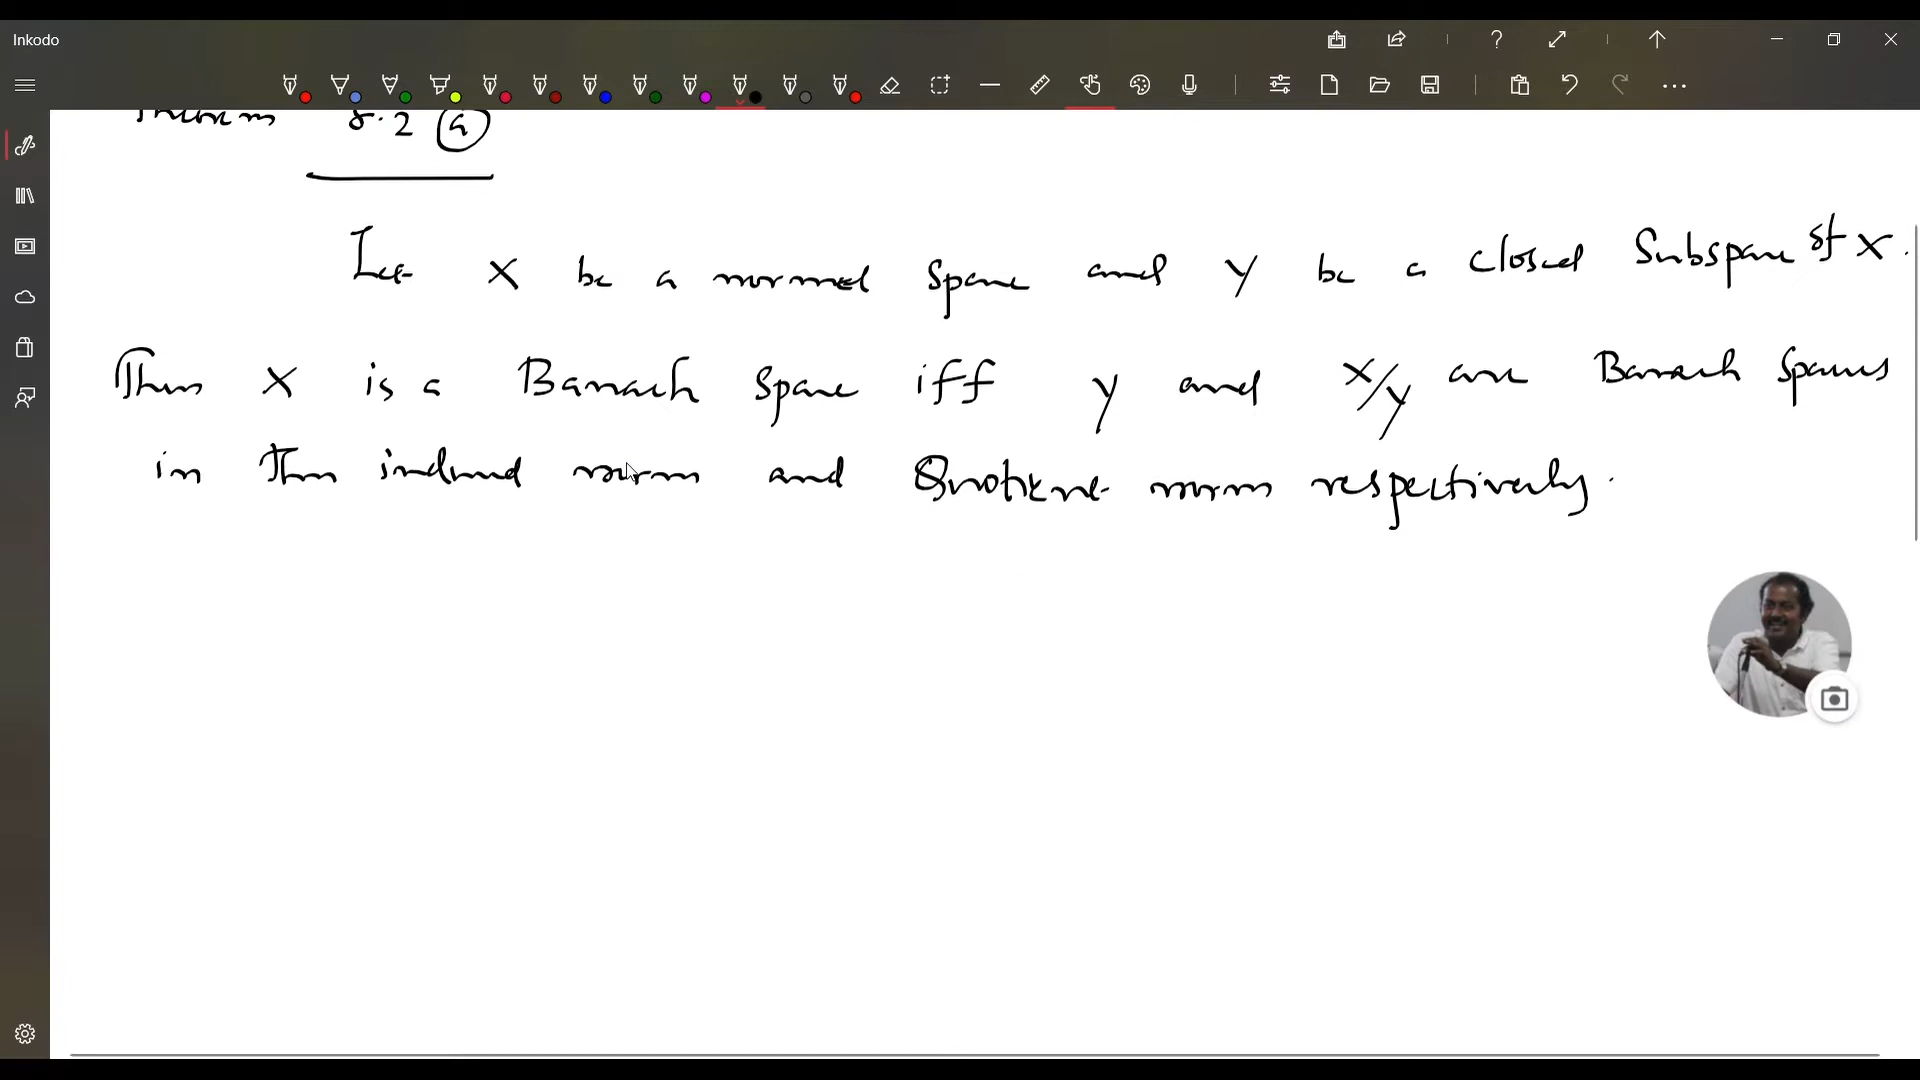 Inkodo
Theorem 8.2 (a)
Let X be a normed space and Y be a closed Subspace of X.
Then X is a Banach space iff Y and X/Y are Banach spaces
in the induced norm and Quotient norm respectively.